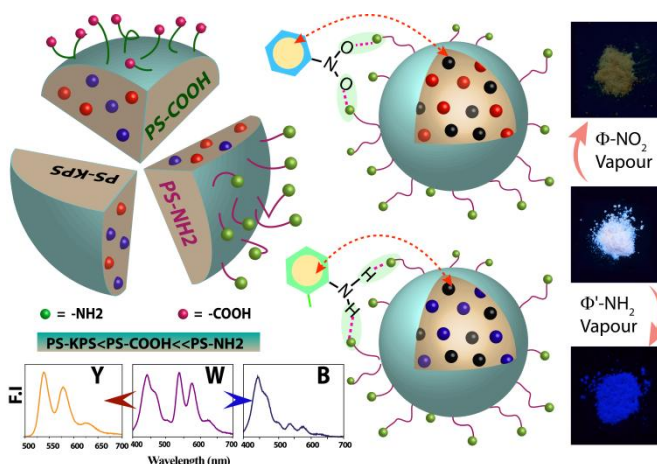 PS-COOH
PS-KPS
PS-NH2
= -NH2
= -COOH
PS-KPS<PS-COOH<<PS-NH2
F.I
Y
W
B
500 550 600 650 700
400 500 600 700
400 500 600 700
Wavelength (nm)
O
N
O
H
N
H
Φ-NO₂
Vapour
Φ'-NH₂
Vapour